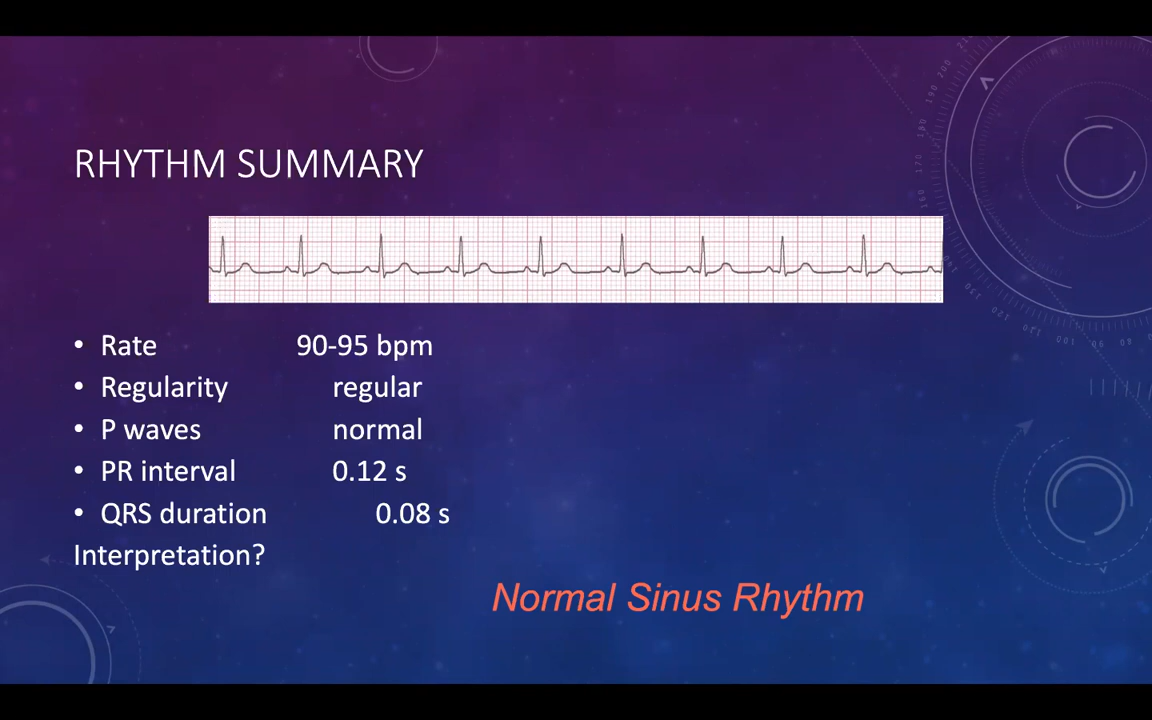 RHYTHM SUMMARY
• Rate 90-95 bpm
• Regularity regular
• P waves normal
• PR interval 0.12 s
• QRS duration 0.08 s
Interpretation?
Normal Sinus Rhythm